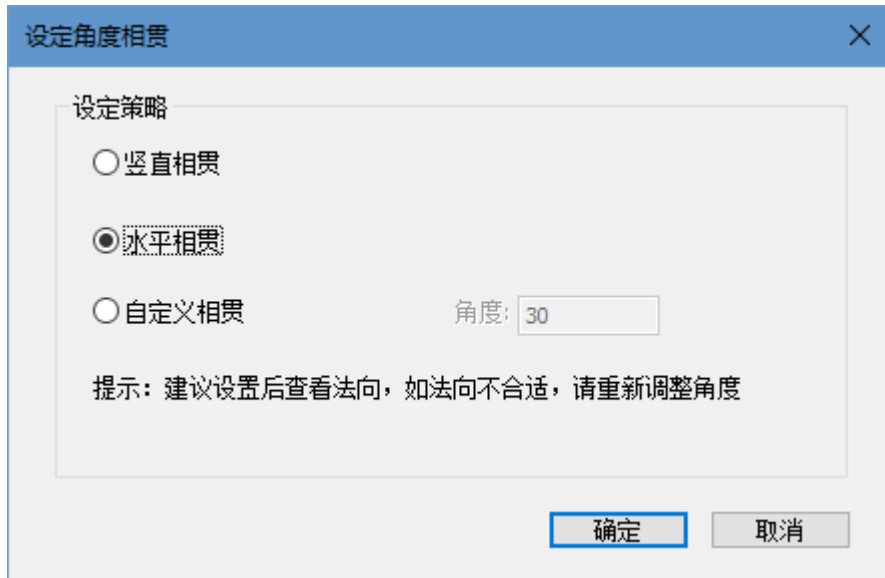 设定角度相贯
设定策略
竖直相贯
水平相贯
自定义相贯 角度: 30
提示：建议设置后查看法向，如法向不合适，请重新调整角度
确定 取消